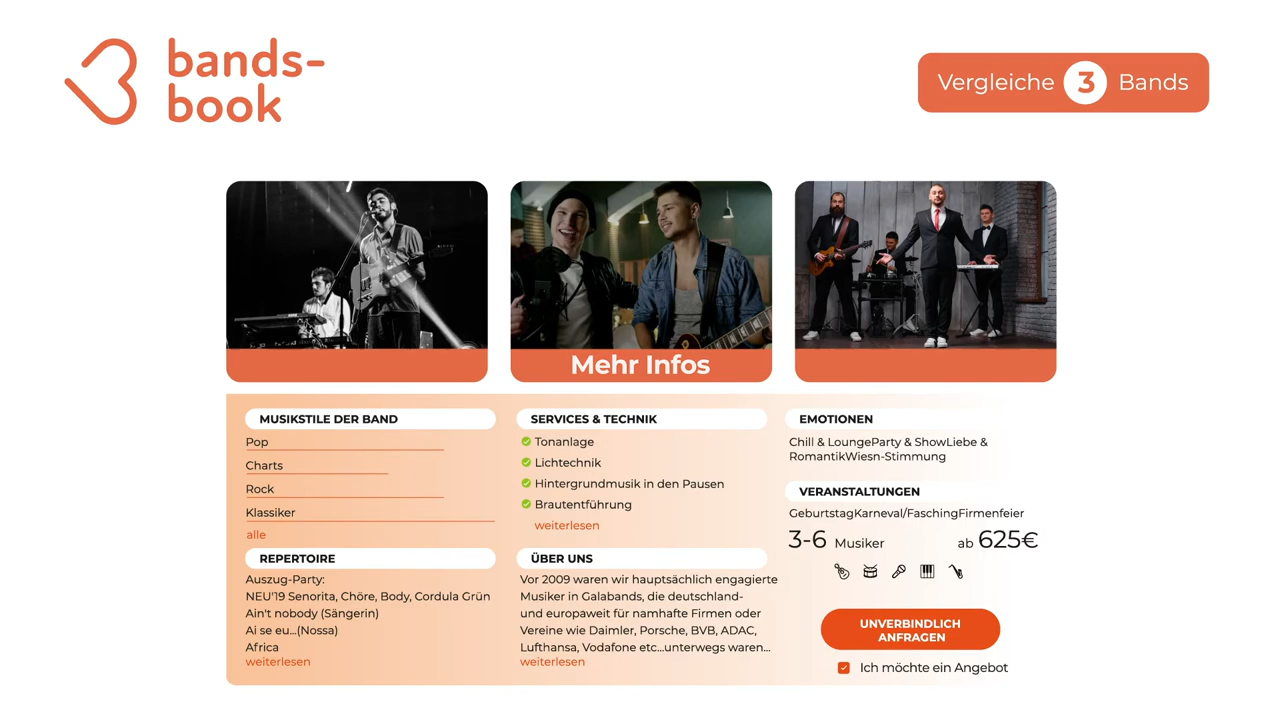 bands-
book
Vergleiche 3 Bands
Mehr Infos
MUSIKSTILE DER BAND
Pop
Charts
Rock
Klassiker
alle
REPERTOIRE
Auszug-Party:
NEU'19 Senorita, Chöre, Body, Cordula Grün
Ain't nobody (Sängerin)
Ai se eu...(Nossa)
Africa
weiterlesen
SERVICES & TECHNIK
Tonanlage
Lichtechnik
Hintergrundmusik in den Pausen
Brautentführung
weiterlesen
ÜBER UNS
Vor 2009 waren wir hauptsächlich engagierte
Musiker in Galabands, die deutschland-
und europaweit für namhafte Firmen oder
Vereine wie Daimler, Porsche, BVB, ADAC,
Lufthansa, Vodafone etc...unterwegs waren...
weiterlesen
EMOTIONEN
Chill & LoungeParty & ShowLiebe &
RomantikWiesn-Stimmung
VERANSTALTUNGEN
GeburtstagKarneval/FaschingFirmenfeier
3-6 Musiker ab 625€
UNVERBINDLICH
ANFRAGEN
Ich möchte ein Angebot